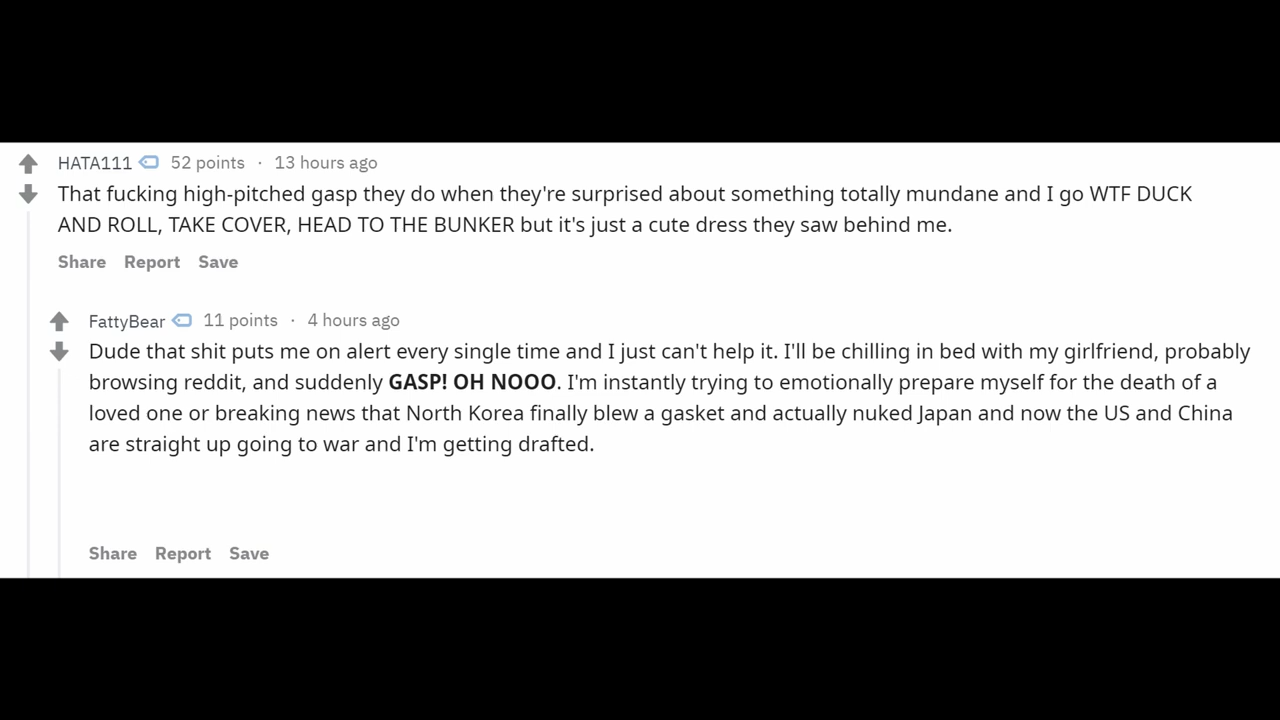 HATA111 52 points · 13 hours ago
That fucking high-pitched gasp they do when they're surprised about something totally mundane and I go WTF DUCK
AND ROLL, TAKE COVER, HEAD TO THE BUNKER but it's just a cute dress they saw behind me.
Share Report Save
FattyBear 11 points · 4 hours ago
Dude that shit puts me on alert every single time and I just can't help it. I'll be chilling in bed with my girlfriend, probably
browsing reddit, and suddenly GASP! OH NOOO. I'm instantly trying to emotionally prepare myself for the death of a
loved one or breaking news that North Korea finally blew a gasket and actually nuked Japan and now the US and China
are straight up going to war and I'm getting drafted.
Share Report Save